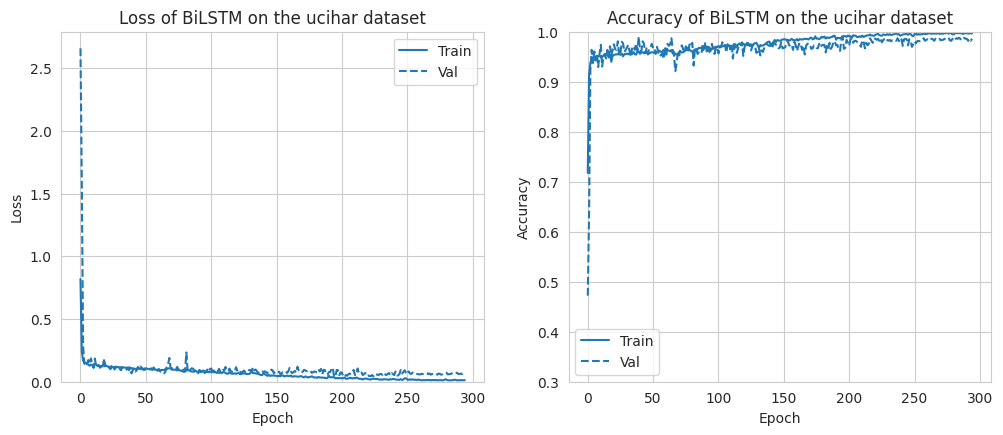 Loss of BiLSTM on the ucihar dataset
Train
Val
2.5
2.0
1.5
1.0
0.5
0.0
Loss
0
50
100
150
200
250
300
Epoch
Accuracy of BiLSTM on the ucihar dataset
1.0
0.9
0.8
0.7
0.6
0.5
0.4
0.3
Accuracy
Train
Val
0
50
100
150
200
250
300
Epoch